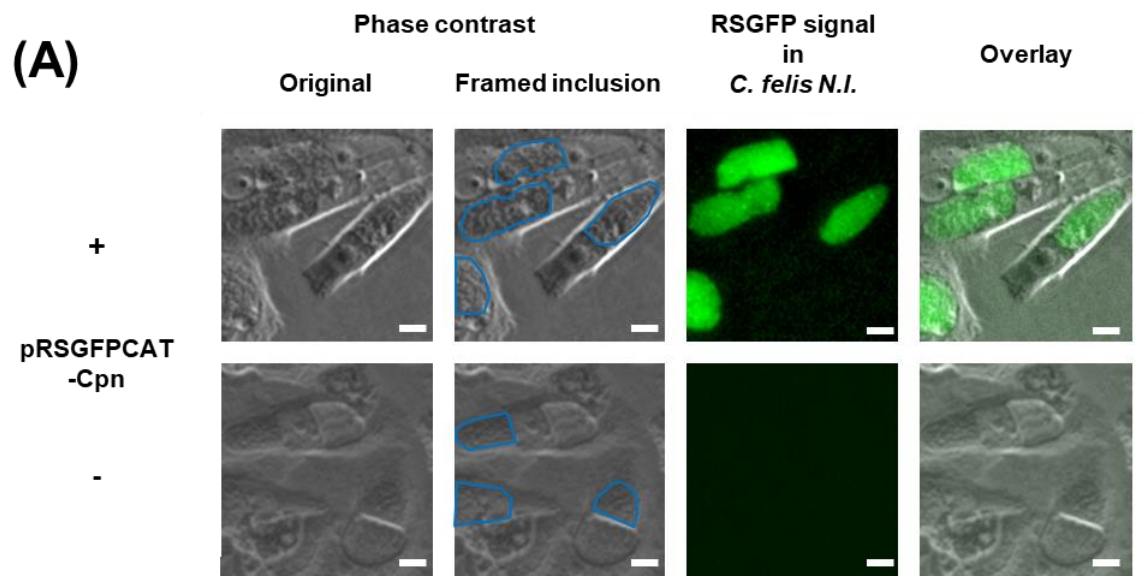 (A)
Phase contrast
Original
Framed inclusion
RSGFP signal
in
C. felis N.I.
Overlay
+
pRSGFPCAT
-Cpn
-